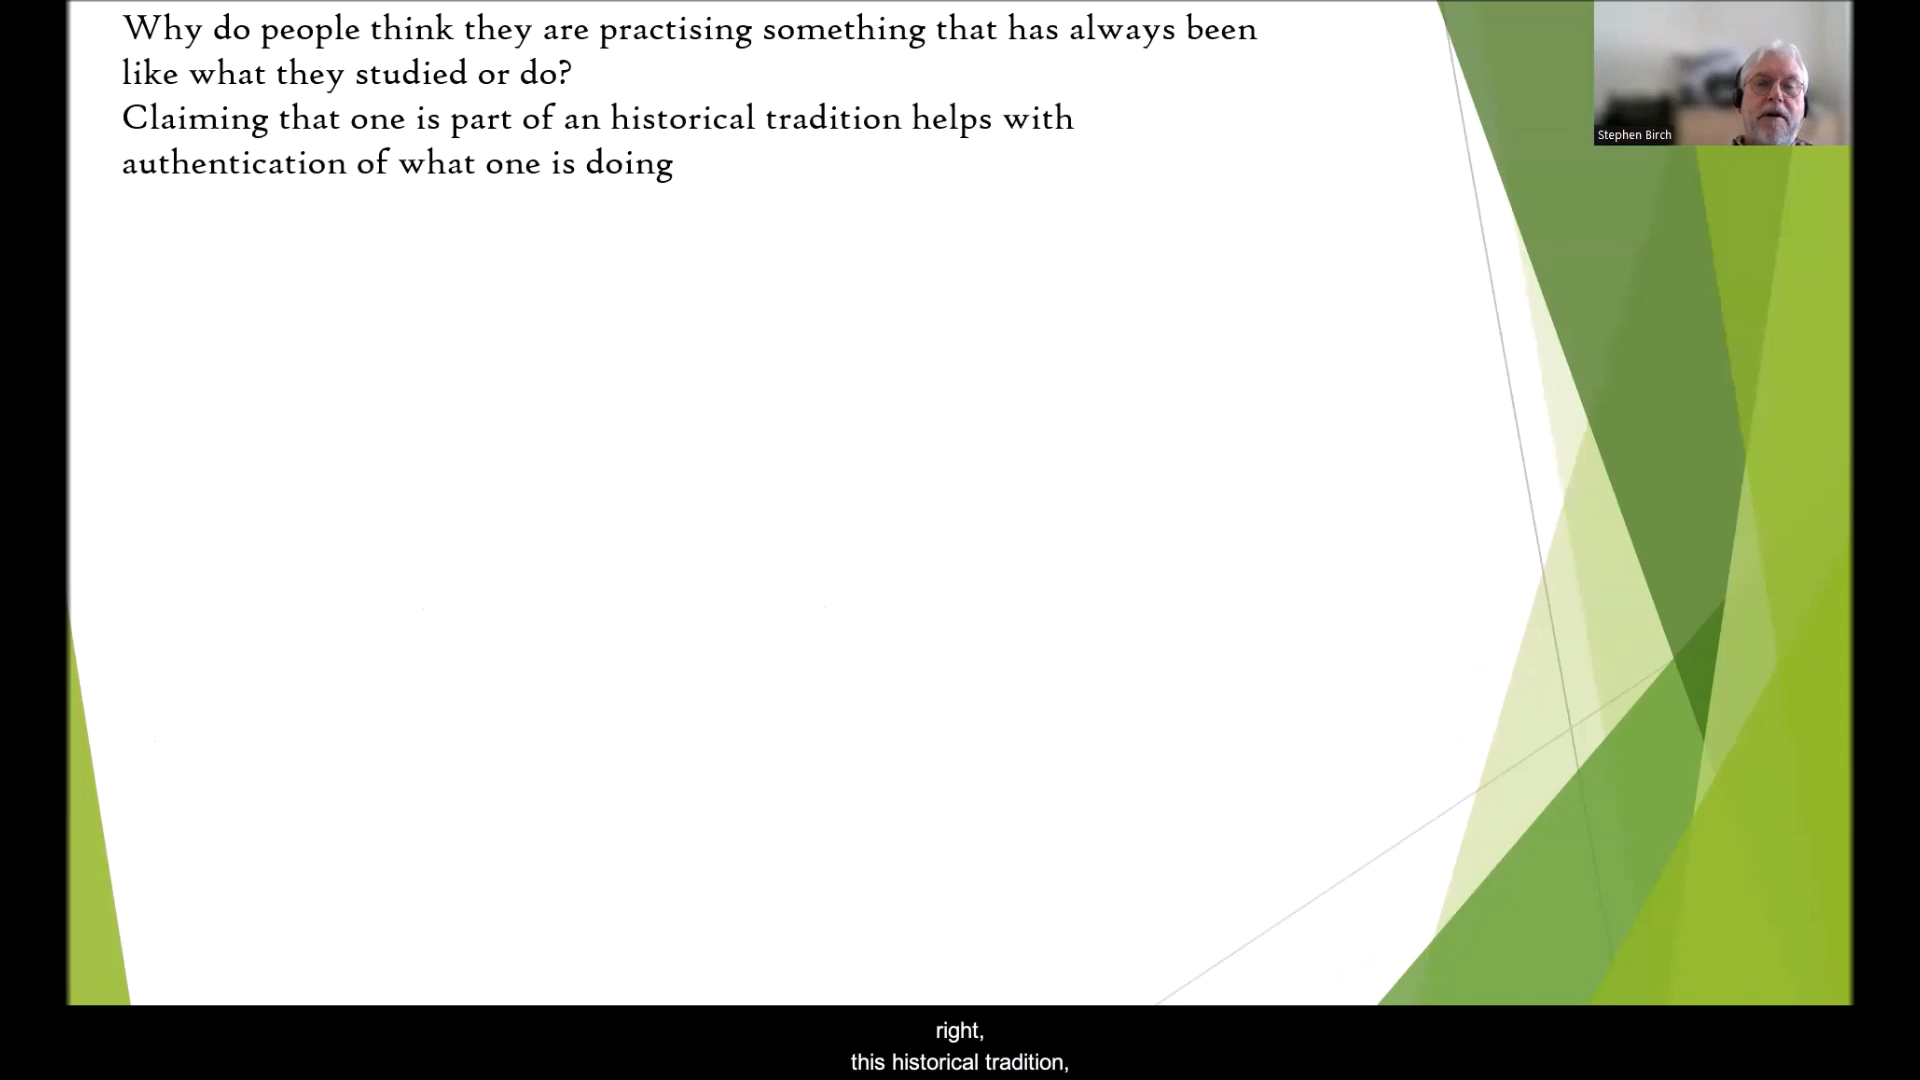 Why do people think they are practising something that has always been
like what they studied or do?
Claiming that one is part of an historical tradition helps with
authentication of what one is doing
Stephen Birch
right,
this historical tradition,